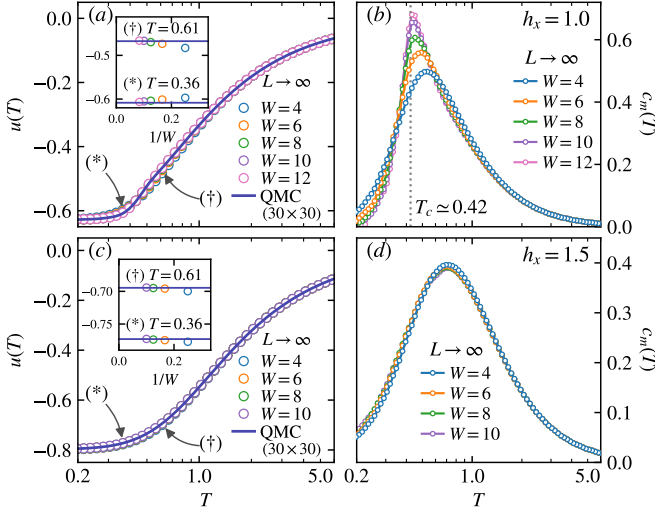 (a)
0.0
−0.2
−0.4
−0.6
u(T)
(†) T = 0.61
−0.5
(*) T = 0.36
−0.6
0.0
0.2
1/W
L → ∞
W = 4
W = 6
W = 8
W = 10
W = 12
QMC
(30×30)
(*)
(†)
(b)
h_x = 1.0
0.6
0.4
0.2
0.0
c_m(T)
L → ∞
W = 4
W = 6
W = 8
W = 10
W = 12
T_c ≃ 0.42
(c)
0.0
−0.2
−0.4
−0.6
−0.8
u(T)
(†) T = 0.61
−0.70
(*) T = 0.36
−0.77
0.0
0.2
1/W
L → ∞
W = 4
W = 6
W = 8
W = 10
QMC
(30×30)
(*)
(†)
0.2
1.0
5.0
T
(d)
h_x = 1.5
0.4
0.3
0.2
0.1
0.0
c_m(T)
L → ∞
W = 4
W = 6
W = 8
W = 10
0.2
1.0
5.0
T